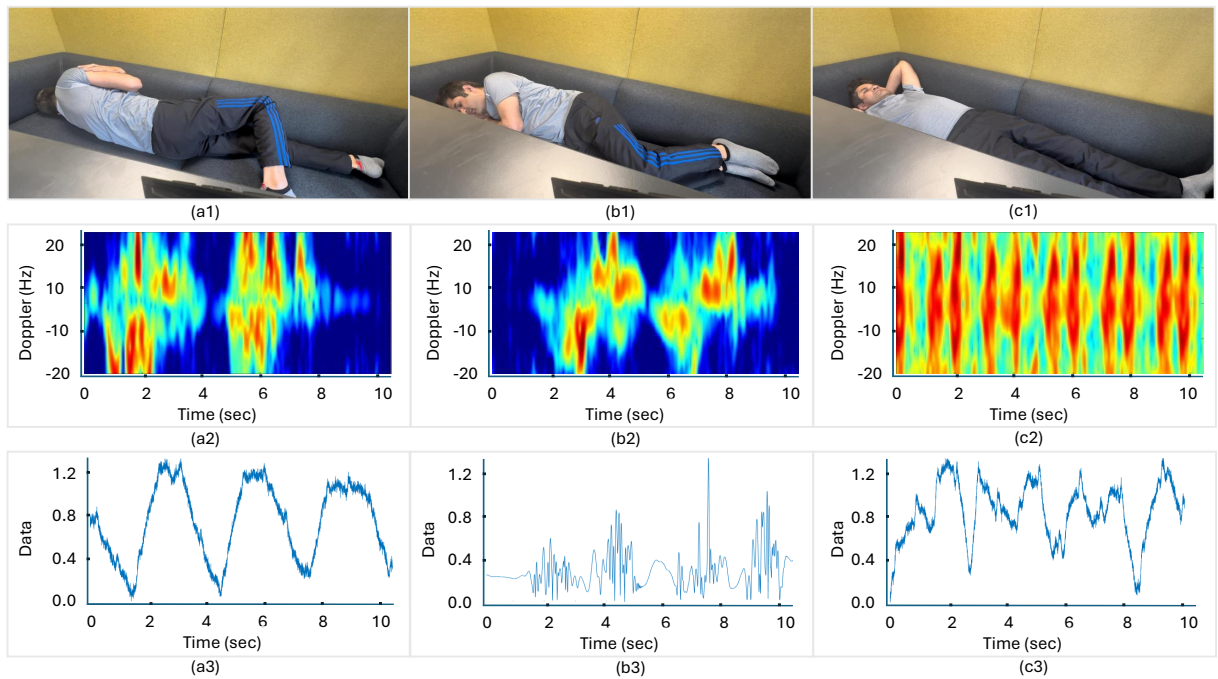 (a1)
(b1)
(c1)
20
10
-10
-20
Doppler (Hz)
0
2
4
6
8
10
Time (sec)
20
10
-10
-20
Doppler (Hz)
0
2
4
6
8
10
Time (sec)
20
10
-10
-20
Doppler (Hz)
0
2
4
6
8
10
Time (sec)
(a2)
(b2)
(c2)
1.2
0.8
0.4
0.0
Data
0
2
4
6
8
10
Time (sec)
1.2
0.8
0.4
0.0
Data
0
2
4
6
8
10
Time (sec)
1.2
0.8
0.4
0.0
Data
0
2
4
6
8
10
Time (sec)
(a3)
(b3)
(c3)